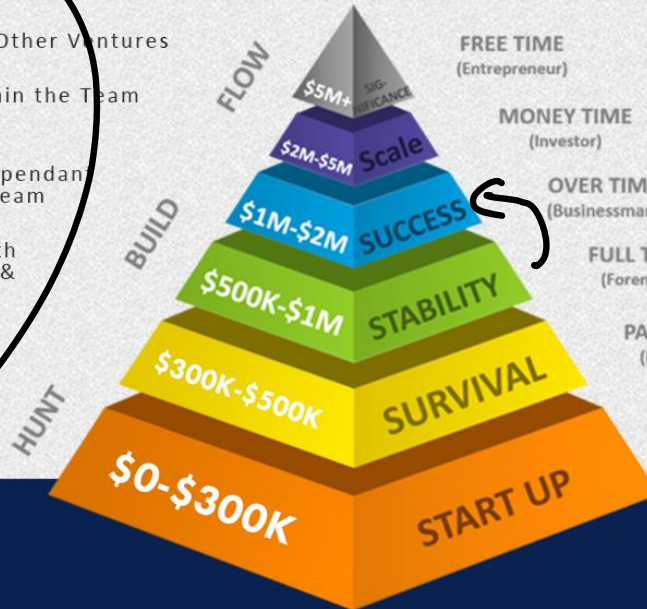 Other Ventures
in the Team
pendant
eam
&
FLOW
BUILD
HUNT
$5M+
SIG-
NIFICANCE
$2M-$5M
Scale
$1M-$2M
SUCCESS
$500K-$1M
STABILITY
$300K-$500K
SURVIVAL
$0-$300K
START UP
FREE TIME
(Entrepreneur)
MONEY TIME
(Investor)
OVER TIM
(Businessma
FULL T
(Foren
PA